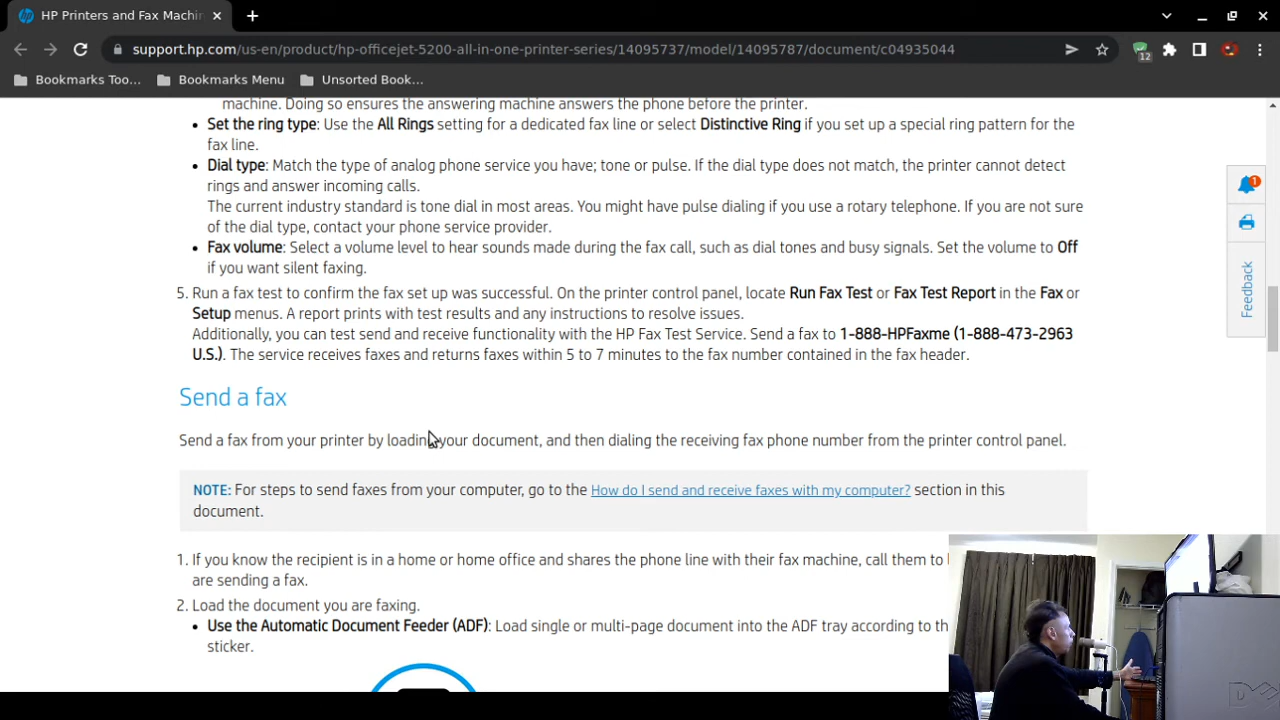 HP Printers and Fax Machin
support.hp.com/us-en/product/hp-officejet-5200-all-in-one-printer-series/14095737/model/14095787/document/c04935044
12
Bookmarks Too...
Bookmarks Menu
Unsorted Book...
machine. Doing so ensures the answering machine answers the phone before the printer.
• Set the ring type: Use the All Rings setting for a dedicated fax line or select Distinctive Ring if you set up a special ring pattern for the
fax line.
• Dial type: Match the type of analog phone service you have; tone or pulse. If the dial type does not match, the printer cannot detect
rings and answer incoming calls.
The current industry standard is tone dial in most areas. You might have pulse dialing if you use a rotary telephone. If you are not sure
of the dial type, contact your phone service provider.
• Fax volume: Select a volume level to hear sounds made during the fax call, such as dial tones and busy signals. Set the volume to Off
if you want silent faxing.
5. Run a fax test to confirm the fax set up was successful. On the printer control panel, locate Run Fax Test or Fax Test Report in the Fax or
Setup menus. A report prints with test results and any instructions to resolve issues.
Additionally, you can test send and receive functionality with the HP Fax Test Service. Send a fax to 1-888-HPFaxme (1-888-473-2963
U.S.). The service receives faxes and returns faxes within 5 to 7 minutes to the fax number contained in the fax header.
Send a fax
Send a fax from your printer by loading your document, and then dialing the receiving fax phone number from the printer control panel.
NOTE: For steps to send faxes from your computer, go to the How do I send and receive faxes with my computer? section in this
document.
1. If you know the recipient is in a home or home office and shares the phone line with their fax machine, call them to
are sending a fax.
2. Load the document you are faxing.
• Use the Automatic Document Feeder (ADF): Load single or multi-page document into the ADF tray according to th
sticker.
1
Feedback